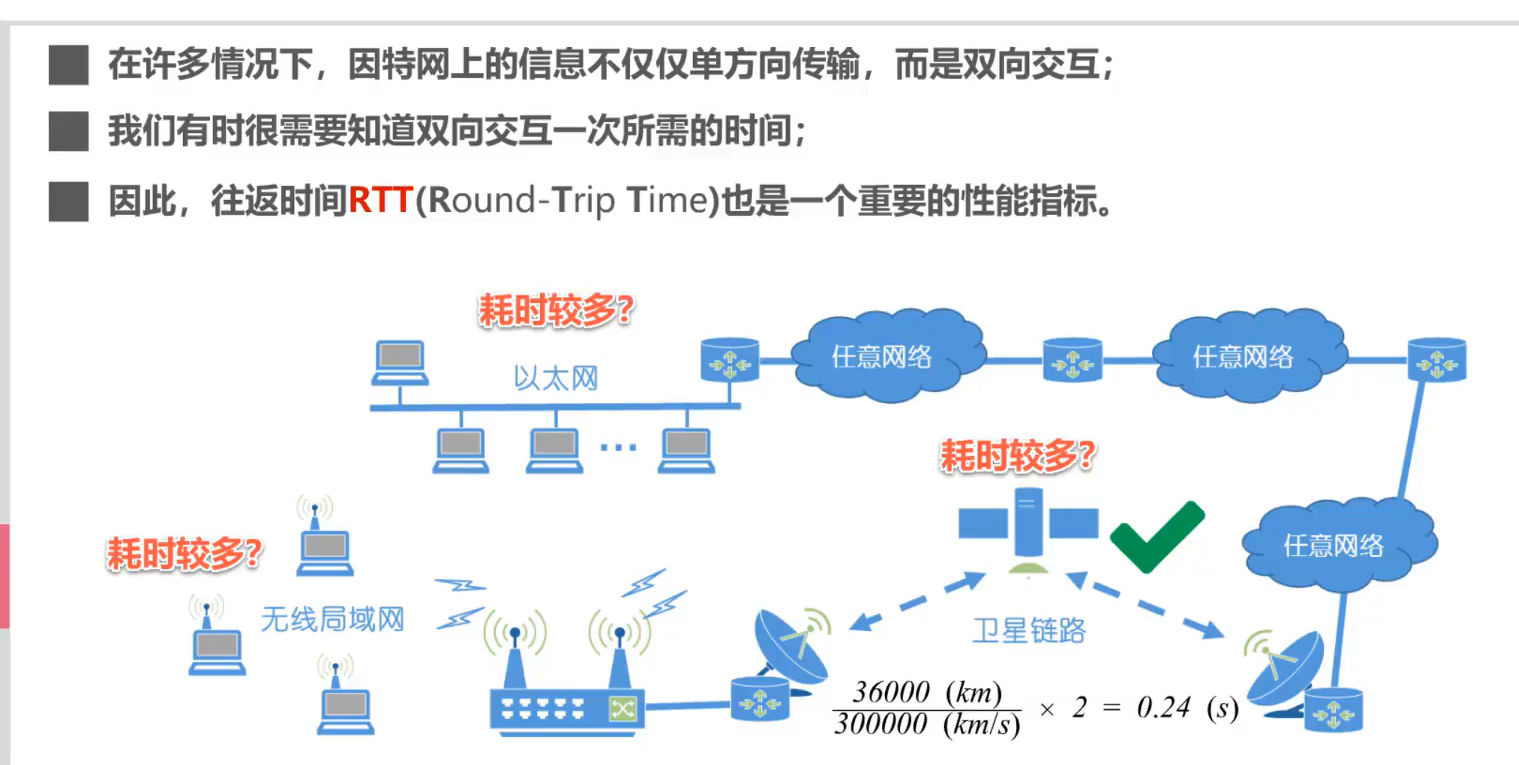 在许多情况下，因特网上的信息不仅仅单方向传输，而是双向交互；
我们有时很需要知道双向交互一次所需的时间；
因此，往返时间RTT(Round-Trip Time)也是一个重要的性能指标。
耗时较多?
以太网
任意网络
任意网络
耗时较多?
任意网络
耗时较多?
无线局域网
卫星链路
36000 (km)
300000 (km/s)
× 2 = 0.24 (s)